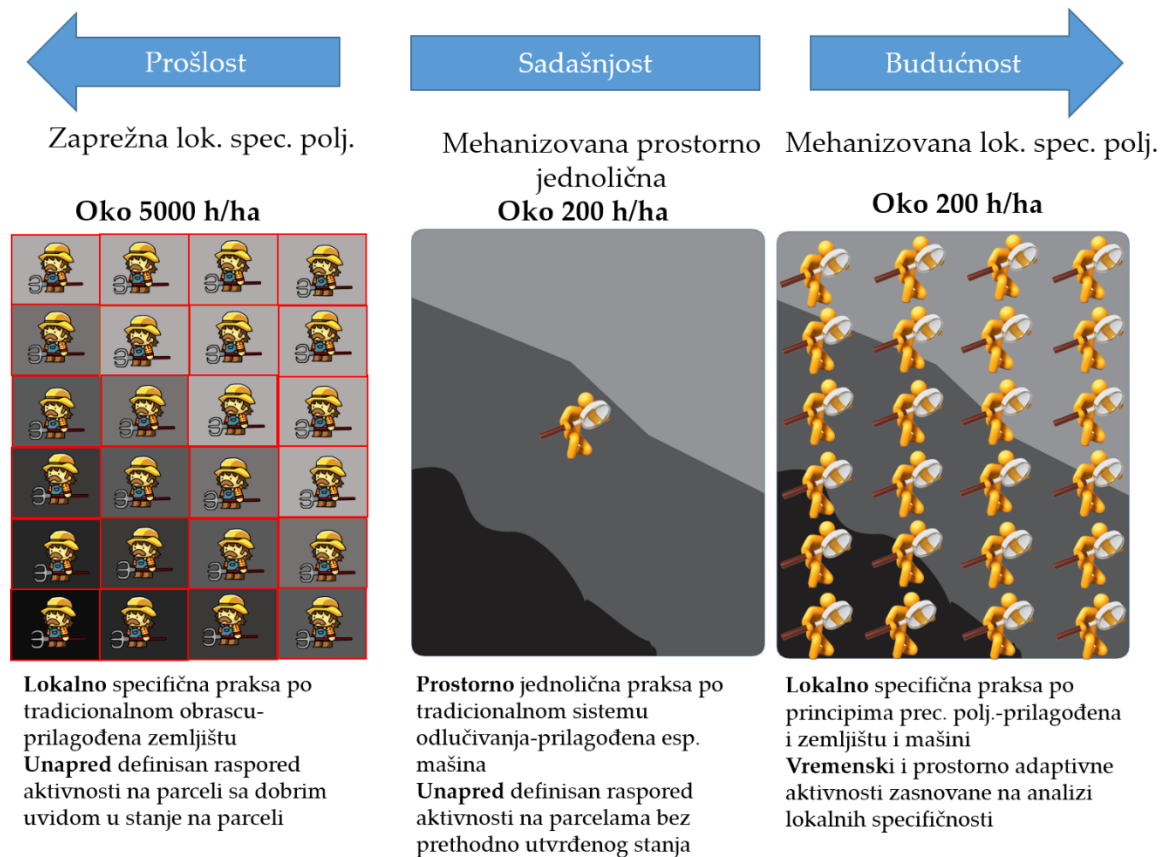 Prošlost
Sadašnjost
Budućnost
Zaprežna lok. spec. polj.
Mehanizovana prostorno
jednolična
Mehanizovana lok. spec. polj.
Oko 5000 h/ha
Oko 200 h/ha
Oko 200 h/ha
Lokalno specifična praksa po
tradicionalnom obrascu-
prilagođena zemljištu
Unapred definisan raspored
aktivnosti na parceli sa dobrim
uvidom u stanje na parceli
Prostorno jednolična praksa po
tradicionalnom sistemu
odlučivanja-prilagođena esp.
mašina
Unapred definisan raspored
aktivnosti na parcelama bez
prethodno utvrđenog stanja
Lokalno specifična praksa po
principima prec. polj.-prilagođena
i zemljištu i mašini
Vremenski i prostorno adaptivne
aktivnosti zasnovane na analizi
lokalnih specifičnosti